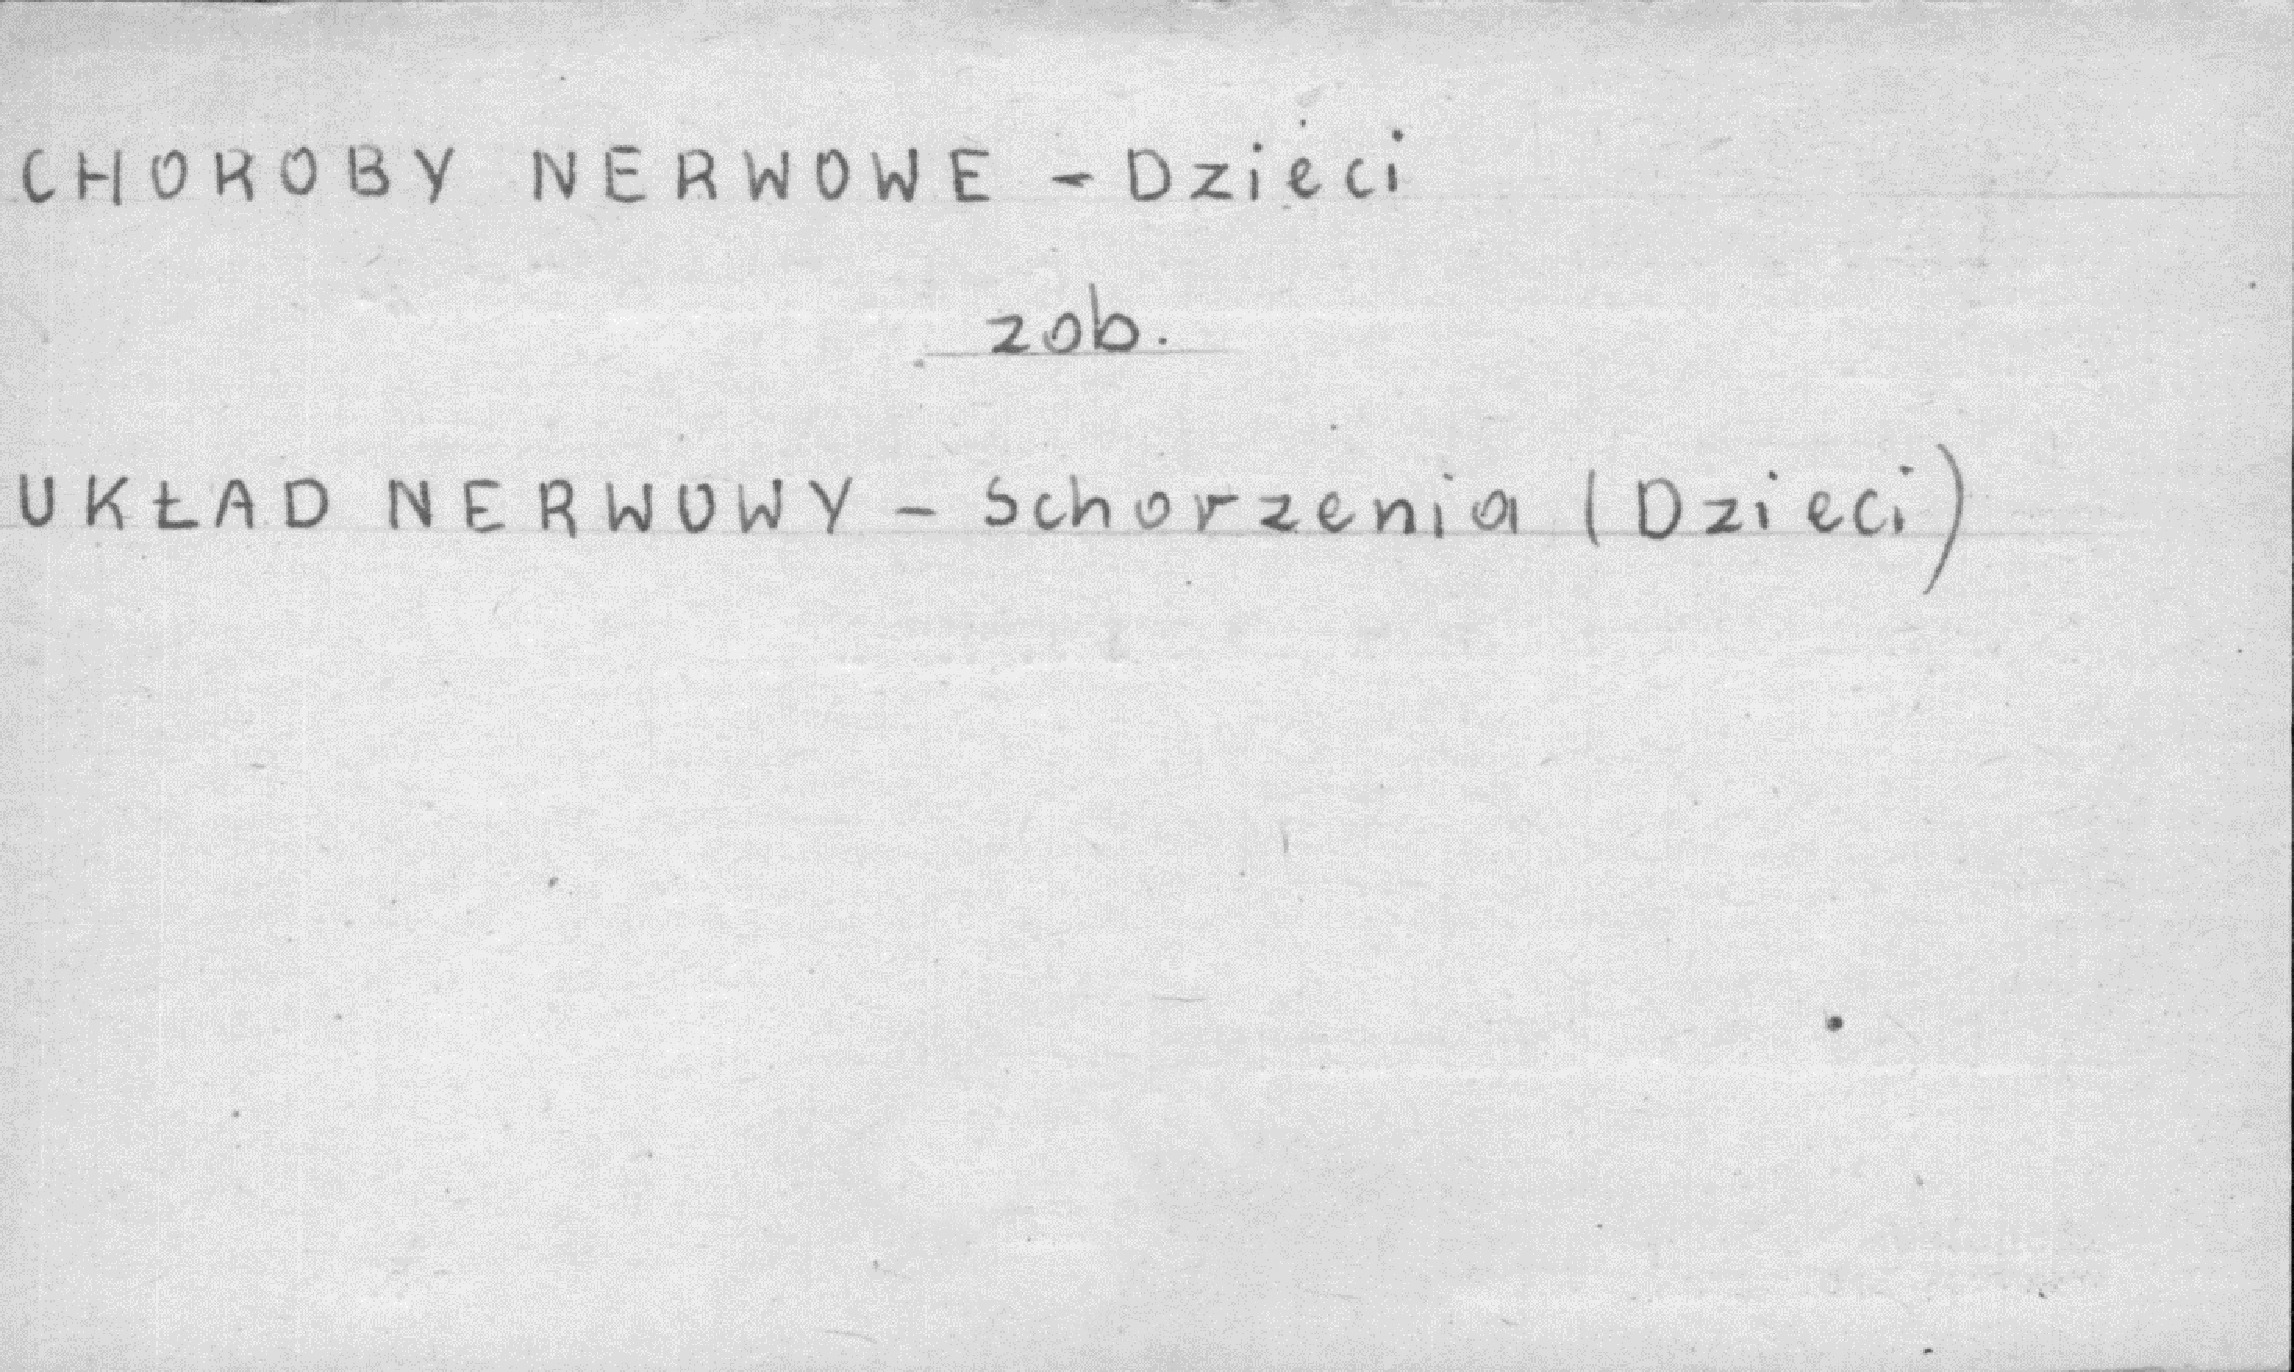 CHOROBY NERWOWE - Dzieci
zob.
UKŁAD NERWOWY - Schorzenia (Dzieci)